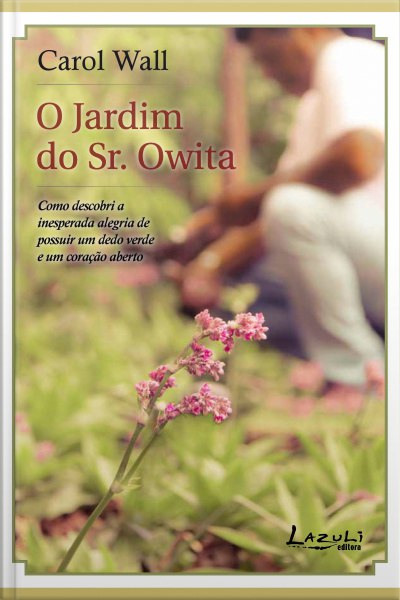 Carol Wall
O Jardim
do Sr. Owita
Como descobri a
inesperada alegria de
possuir um dedo verde
e um coração aberto
LAZULI
editora